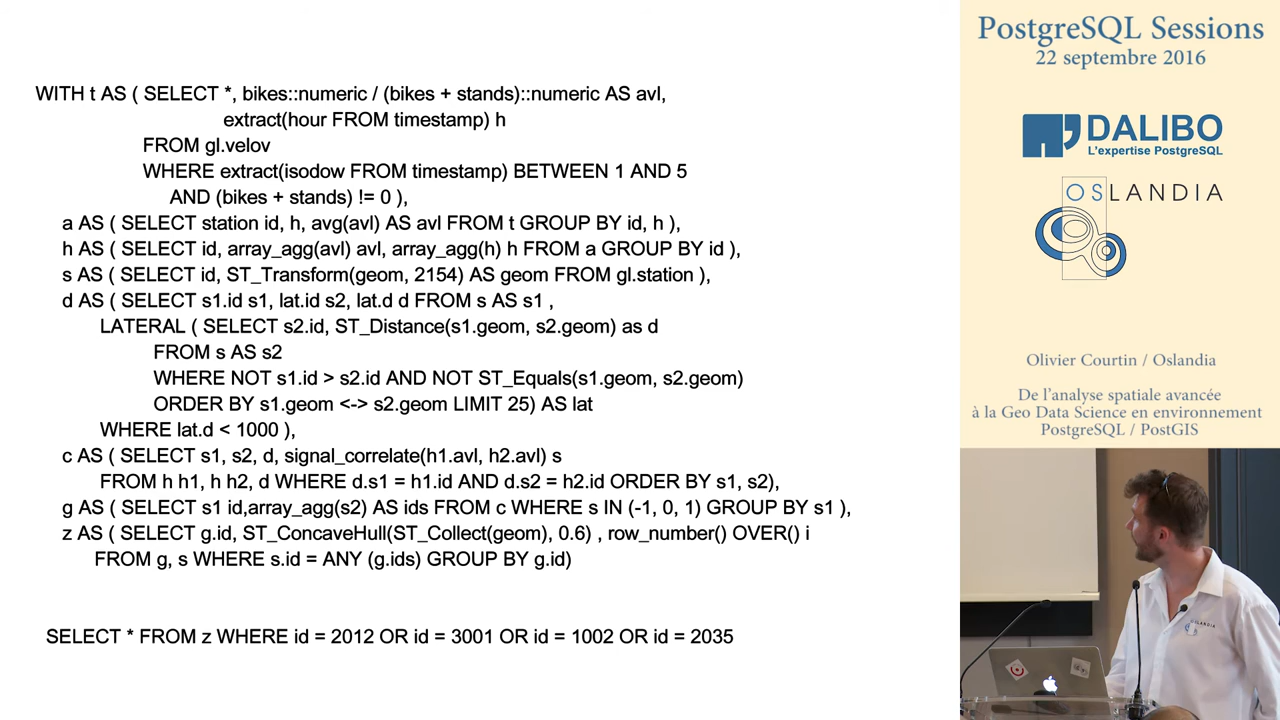 WITH t AS ( SELECT *, bikes::numeric / (bikes + stands)::numeric AS avl,
extract(hour FROM timestamp) h
FROM gl.velov
WHERE extract(isodow FROM timestamp) BETWEEN 1 AND 5
AND (bikes + stands) != 0 ),
a AS ( SELECT station id, h, avg(avl) AS avl FROM t GROUP BY id, h ),
h AS ( SELECT id, array_agg(avl) avl, array_agg(h) h FROM a GROUP BY id ),
s AS ( SELECT id, ST_Transform(geom, 2154) AS geom FROM gl.station ),
d AS ( SELECT s1.id s1, lat.id s2, lat.d d FROM s AS s1 ,
LATERAL ( SELECT s2.id, ST_Distance(s1.geom, s2.geom) as d
FROM s AS s2
WHERE NOT s1.id > s2.id AND NOT ST_Equals(s1.geom, s2.geom)
ORDER BY s1.geom <-> s2.geom LIMIT 25) AS lat
WHERE lat.d < 1000 ),
c AS ( SELECT s1, s2, d, signal_correlate(h1.avl, h2.avl) s
FROM h h1, h h2, d WHERE d.s1 = h1.id AND d.s2 = h2.id ORDER BY s1, s2),
g AS ( SELECT s1 id,array_agg(s2) AS ids FROM c WHERE s IN (-1, 0, 1) GROUP BY s1 ),
z AS ( SELECT g.id, ST_ConcaveHull(ST_Collect(geom), 0.6) , row_number() OVER() i
FROM g, s WHERE s.id = ANY (g.ids) GROUP BY g.id)
SELECT * FROM z WHERE id = 2012 OR id = 3001 OR id = 1002 OR id = 2035
PostgreSQL Sessions
22 septembre 2016
DALIBO
L'expertise PostgreSQL
OSLANDIA
Olivier Courtin / Oslandia
De l'analyse spatiale avancée
à la Geo Data Science en environnement
PostgreSQL / PostGIS
OSLANDIA